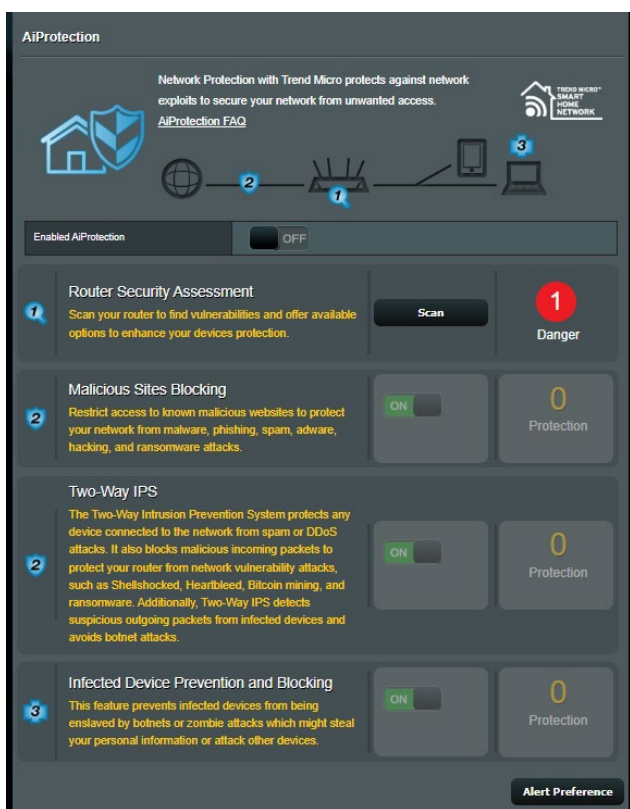 AiProtection
Network Protection with Trend Micro protects against network
exploits to secure your network from unwanted access.
AiProtection FAQ
TREND MICRO™
SMART
HOME
NETWORK
3
2
1
Enabled AiProtection
OFF
1
Router Security Assessment
Scan your router to find vulnerabilities and offer available
options to enhance your devices protection.
Scan
1
Danger
2
Malicious Sites Blocking
Restrict access to known malicious websites to protect
your network from malware, phishing, spam, adware,
hacking, and ransomware attacks.
ON
0
Protection
2
Two-Way IPS
The Two-Way Intrusion Prevention System protects any
device connected to the network from spam or DDoS
attacks. It also blocks malicious incoming packets to
protect your router from network vulnerability attacks,
such as Shellshocked, Heartbleed, Bitcoin mining, and
ransomware. Additionally, Two-Way IPS detects
suspicious outgoing packets from infected devices and
avoids botnet attacks.
ON
0
Protection
3
Infected Device Prevention and Blocking
This feature prevents infected devices from being
enslaved by botnets or zombie attacks which might steal
your personal information or attack other devices.
ON
0
Protection
Alert Preference